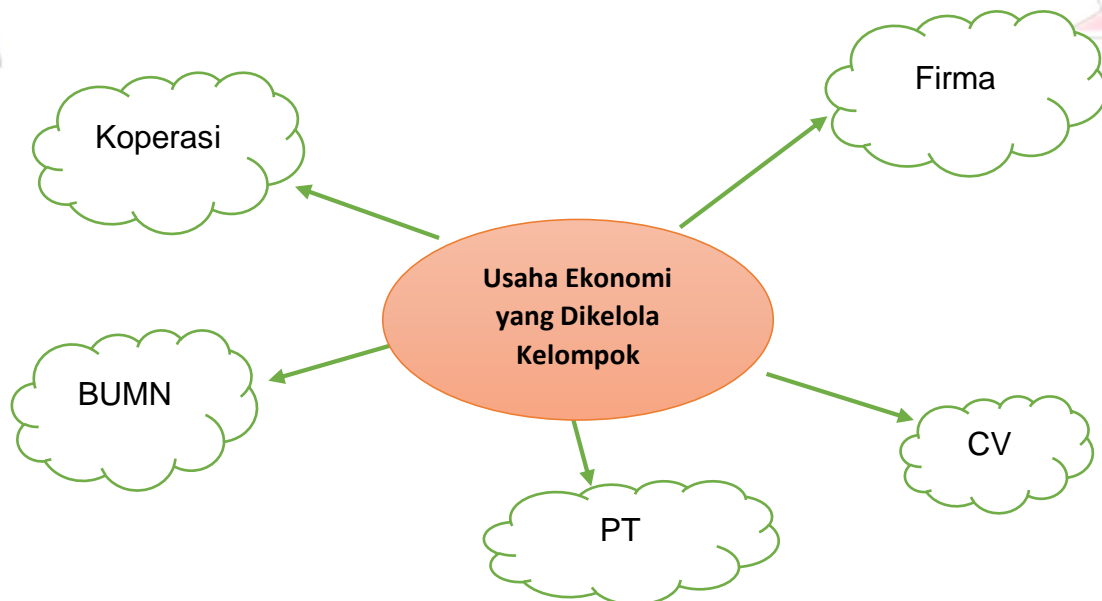 Firma
Koperasi
Usaha Ekonomi
yang Dikelola
Kelompok
BUMN
CV
PT